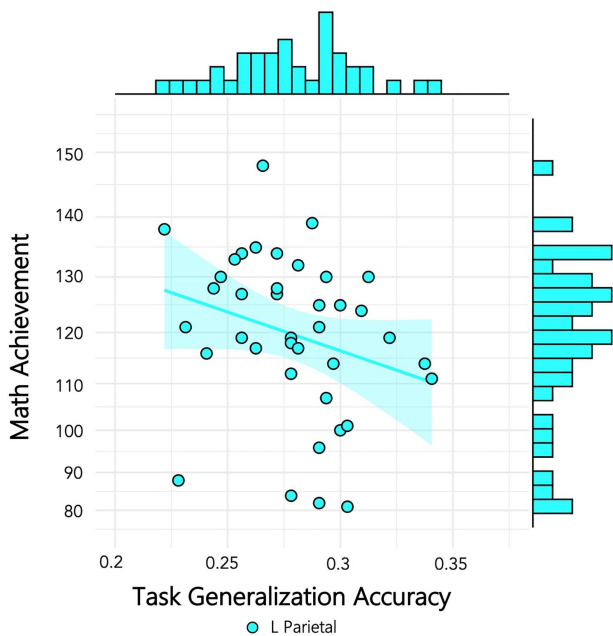 150
140
130
120
110
100
90
80
Math Achievement
0.2 0.25 0.3 0.35
Task Generalization Accuracy
L Parietal